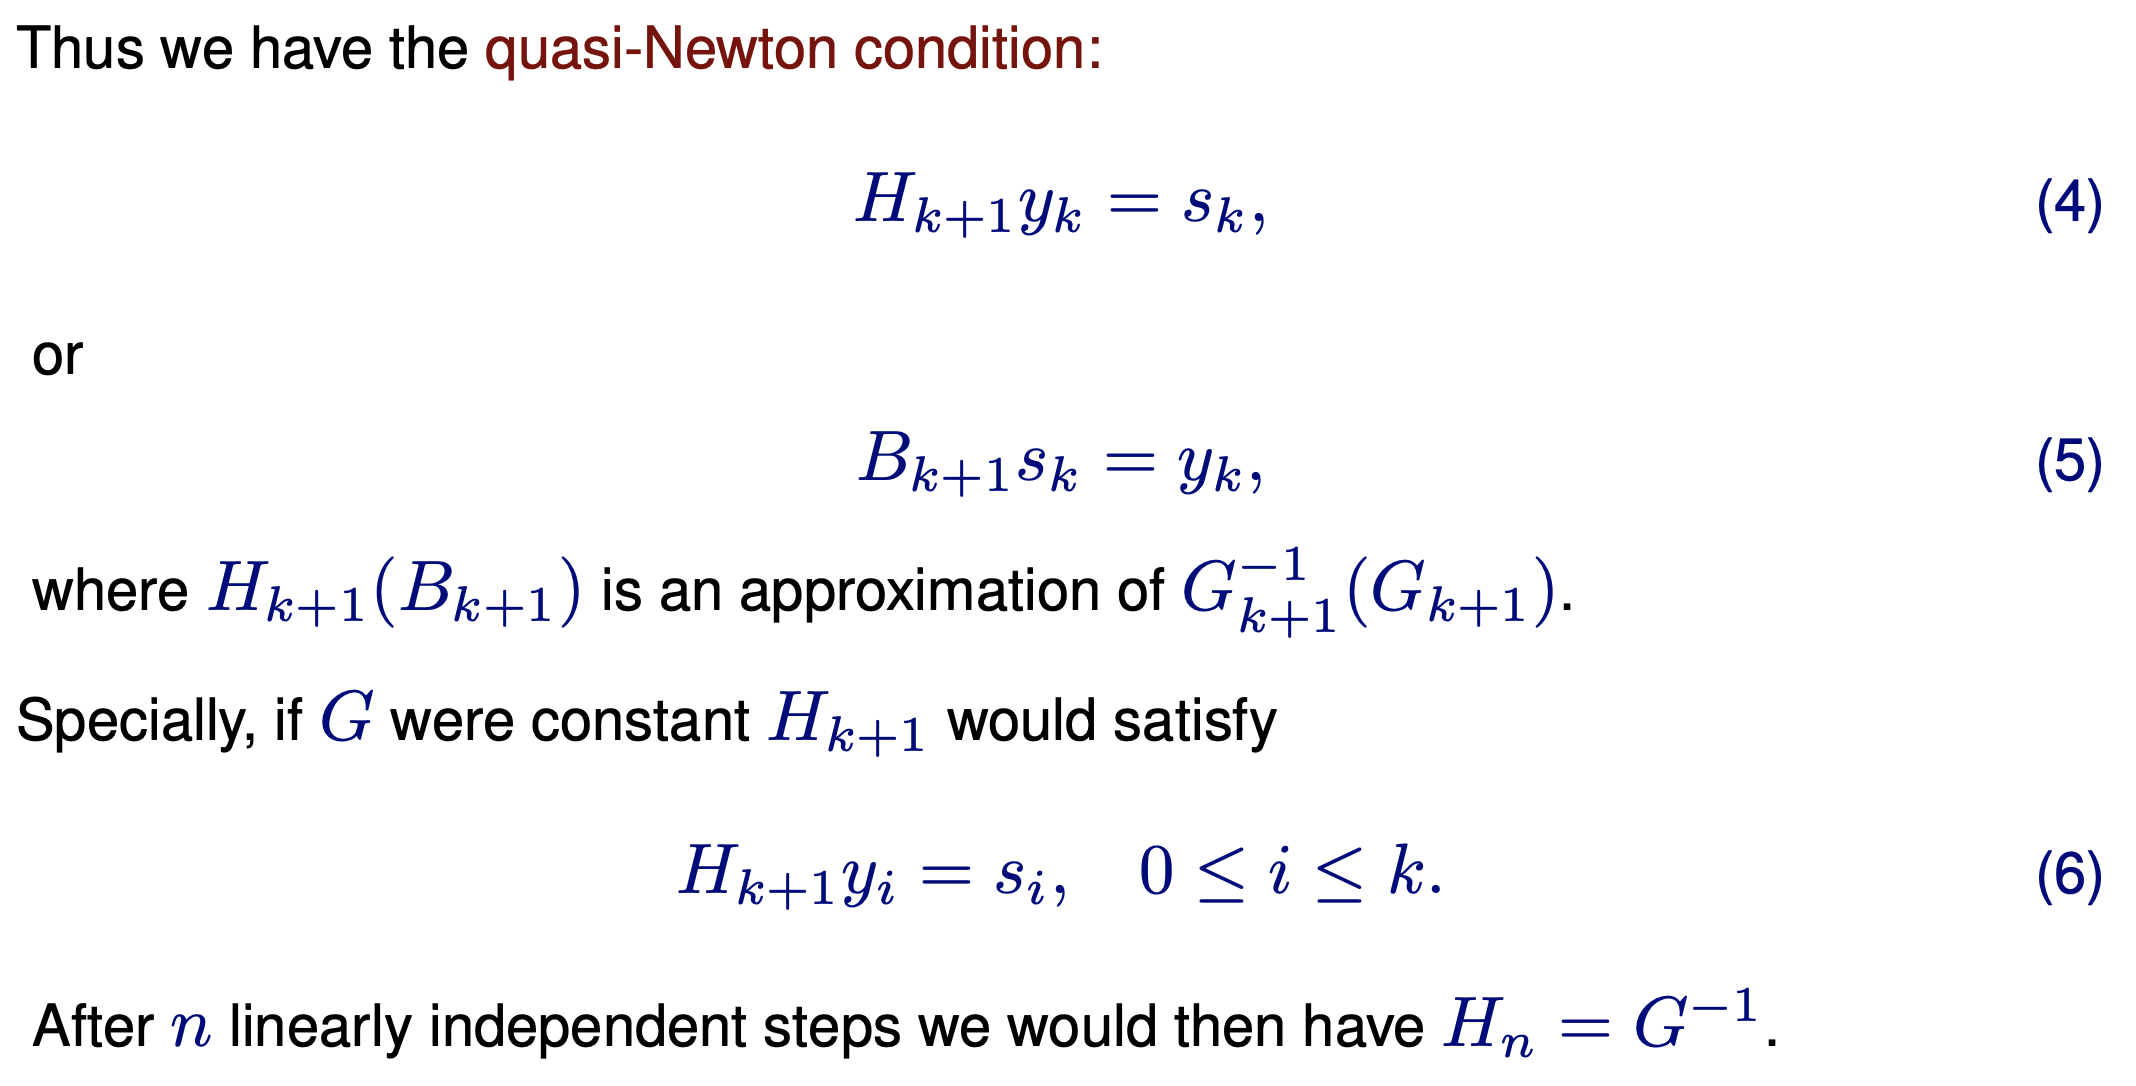 Thus we have the quasi-Newton condition:
$H_{k+1}y_k = s_k,$ (4)
or
$B_{k+1}s_k = y_k,$ (5)
where $H_{k+1}(B_{k+1})$ is an approximation of $G_{k+1}^{-1}(G_{k+1})$.
Specially, if $G$ were constant $H_{k+1}$ would satisfy
$H_{k+1}y_i = s_i, \quad 0 \leq i \leq k.$ (6)
After $n$ linearly independent steps we would then have $H_n = G^{-1}$.